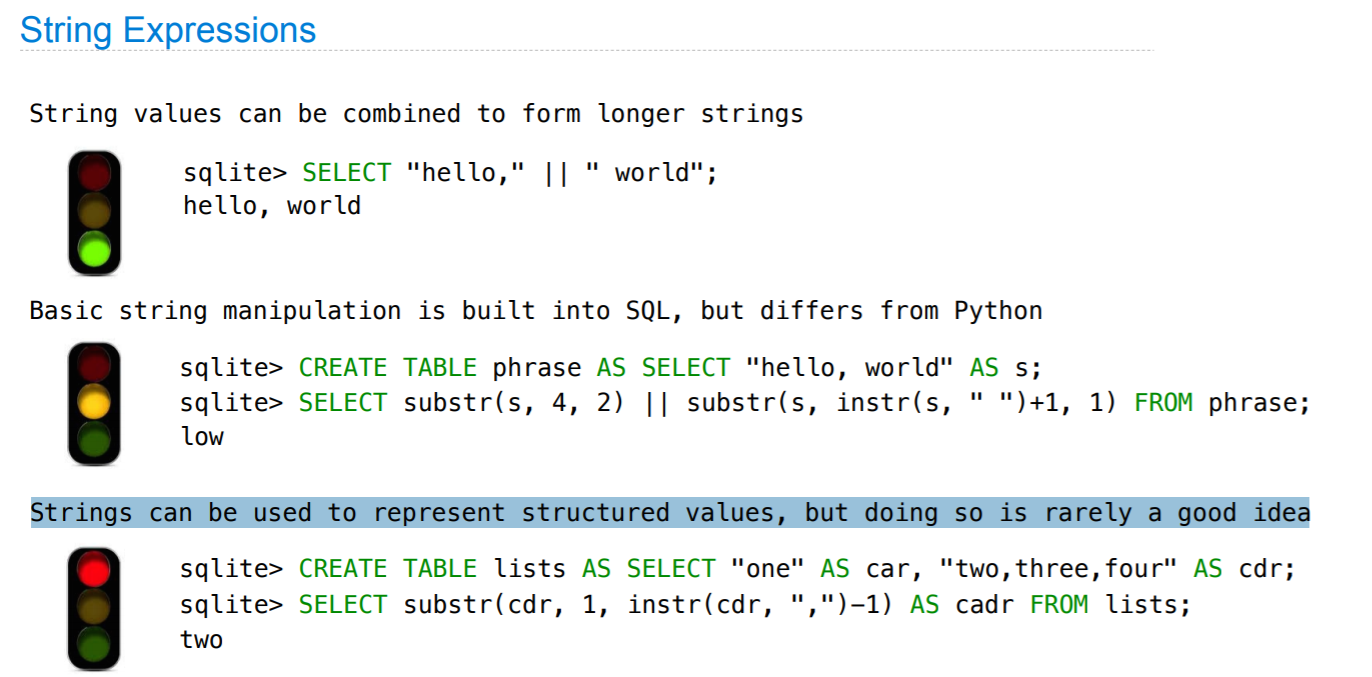 String Expressions
String values can be combined to form longer strings
sqlite> SELECT "hello," || " world";
hello, world
Basic string manipulation is built into SQL, but differs from Python
sqlite> CREATE TABLE phrase AS SELECT "hello, world" AS s;
sqlite> SELECT substr(s, 4, 2) || substr(s, instr(s, " ")+1, 1) FROM phrase;
low
Strings can be used to represent structured values, but doing so is rarely a good idea
sqlite> CREATE TABLE lists AS SELECT "one" AS car, "two,three,four" AS cdr;
sqlite> SELECT substr(cdr, 1, instr(cdr, ",")–1) AS cadr FROM lists;
two